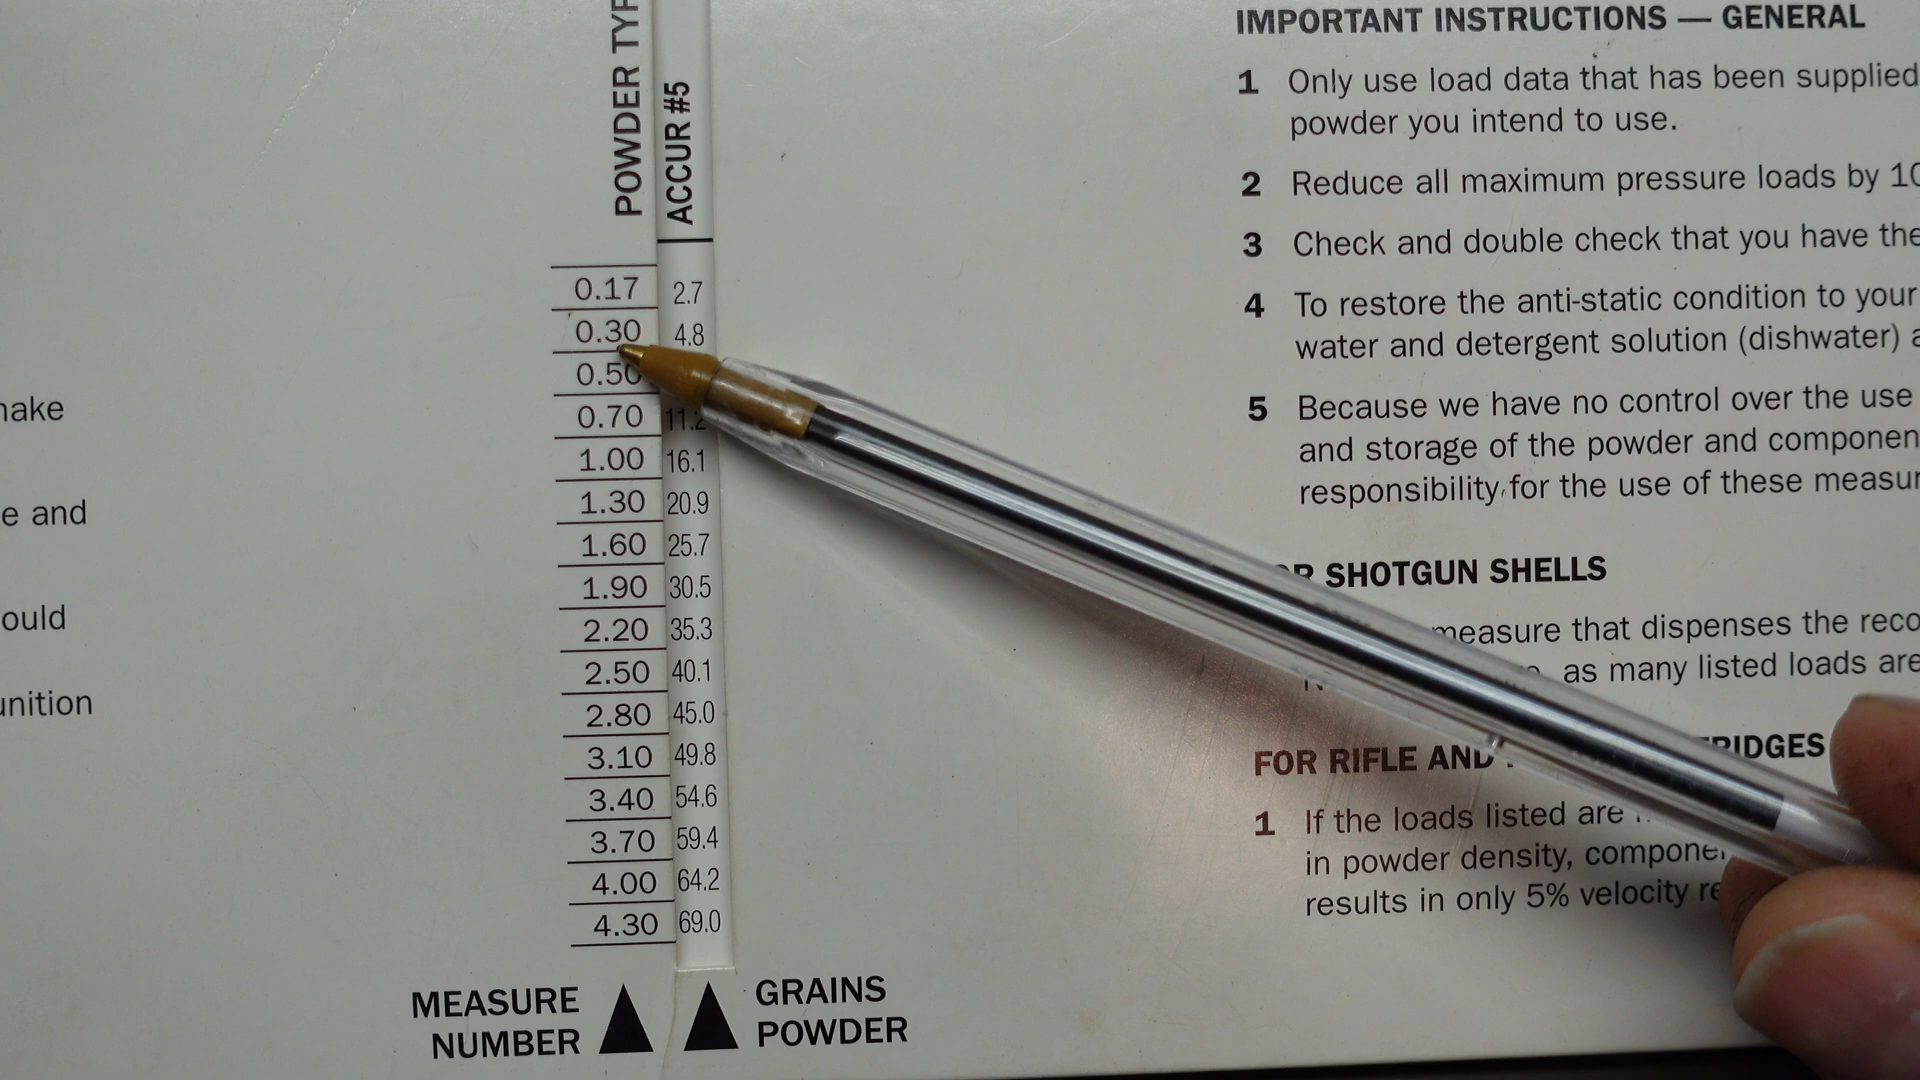 make
e and
ould
unition
POWDER
ACCUR #5
0.17 2.7
0.30 4.8
0.50
0.70 11.2
1.00 16.1
1.30 20.9
1.60 25.7
1.90 30.5
2.20 35.3
2.50 40.1
2.80 45.0
3.10 49.8
3.40 54.6
3.70 59.4
4.00 64.2
4.30 69.0
MEASURE
NUMBER
GRAINS
POWDER
IMPORTANT INSTRUCTIONS — GENERAL
1 Only use load data that has been supplied
powder you intend to use.
2 Reduce all maximum pressure loads by 10
3 Check and double check that you have the
4 To restore the anti-static condition to your
water and detergent solution (dishwater) a
5 Because we have no control over the use
and storage of the powder and componen
responsibility for the use of these measur
SHOTGUN SHELLS
measure that dispenses the reco
as many listed loads are
FOR RIFLE AND
1 If the loads listed are
in powder density,
results in only 5% velocity re